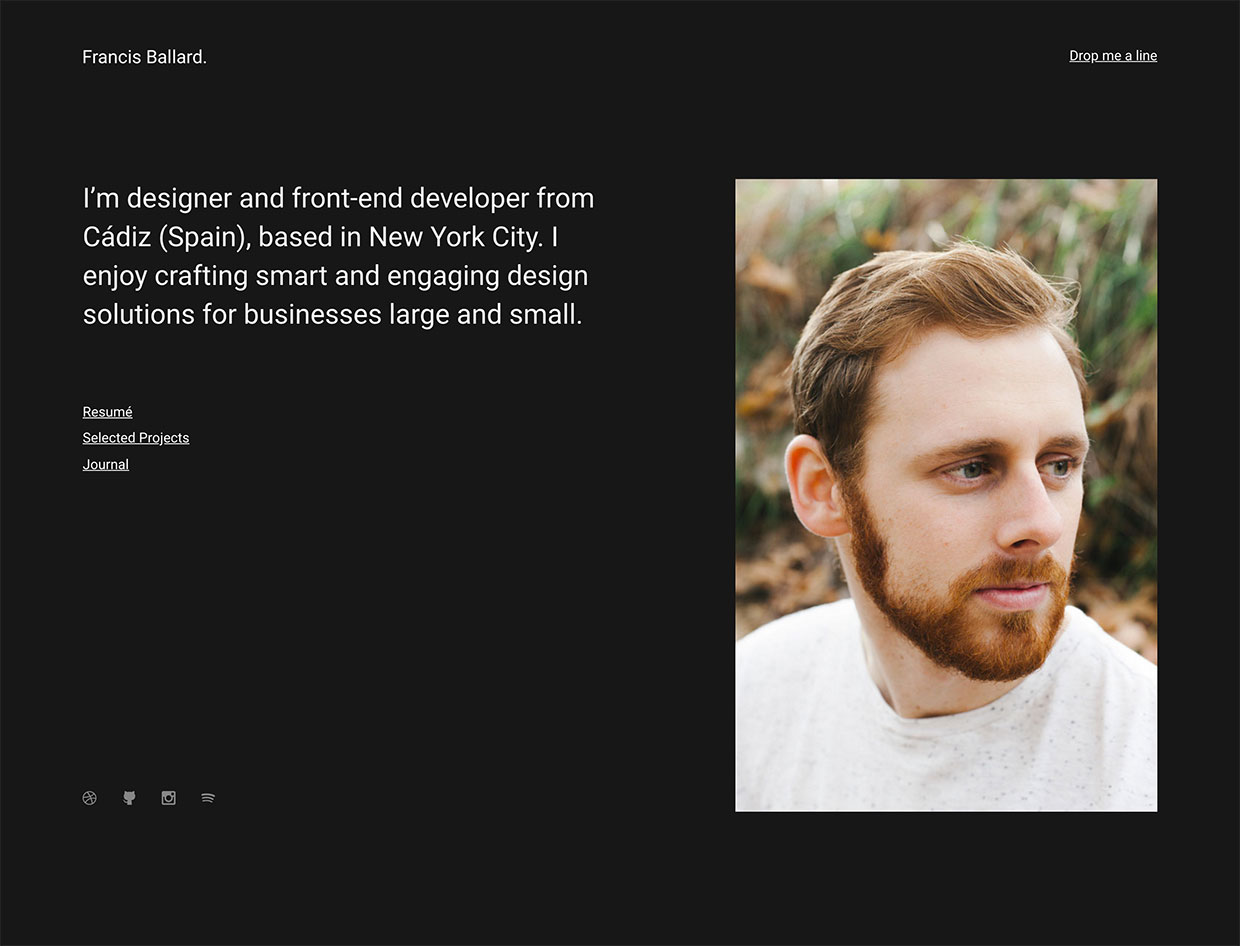 Francis Ballard.
Drop me a line
I’m designer and front-end developer from
Cádiz (Spain), based in New York City. I
enjoy crafting smart and engaging design
solutions for businesses large and small.
Resumé
Selected Projects
Journal